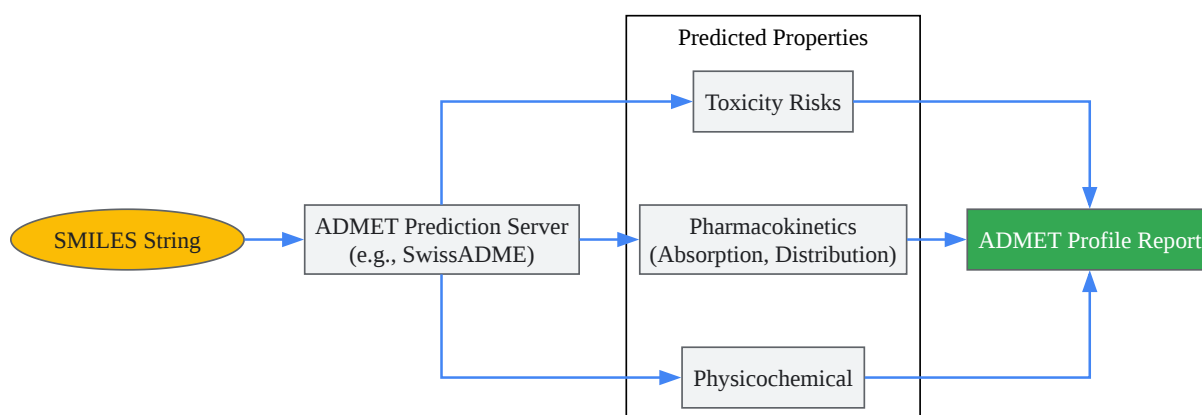 Predicted Properties
Toxicity Risks
SMILES String
ADMET Prediction Server
(e.g., SwissADME)
Pharmacokinetics
(Absorption, Distribution)
ADMET Profile Report
Physicochemical